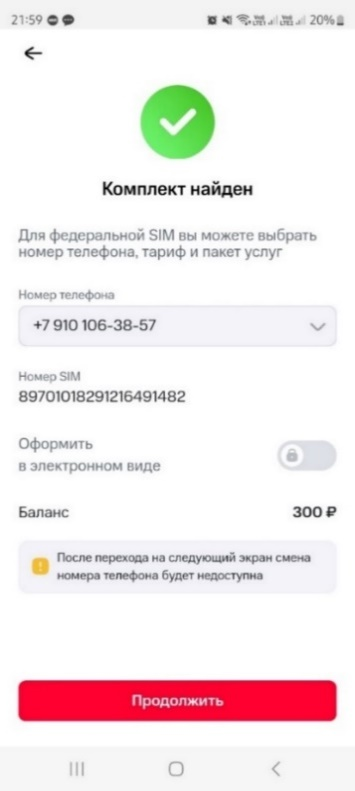 21:59
20%
Комплект найден
Для федеральной SIM вы можете выбрать
номер телефона, тариф и пакет услуг
Номер телефона
+7 910 106-38-57
Номер SIM
89701018291216491482
Оформить
в электронном виде
Баланс
300 ₽
После перехода на следующий экран смена
номера телефона будет недоступна
Продолжить